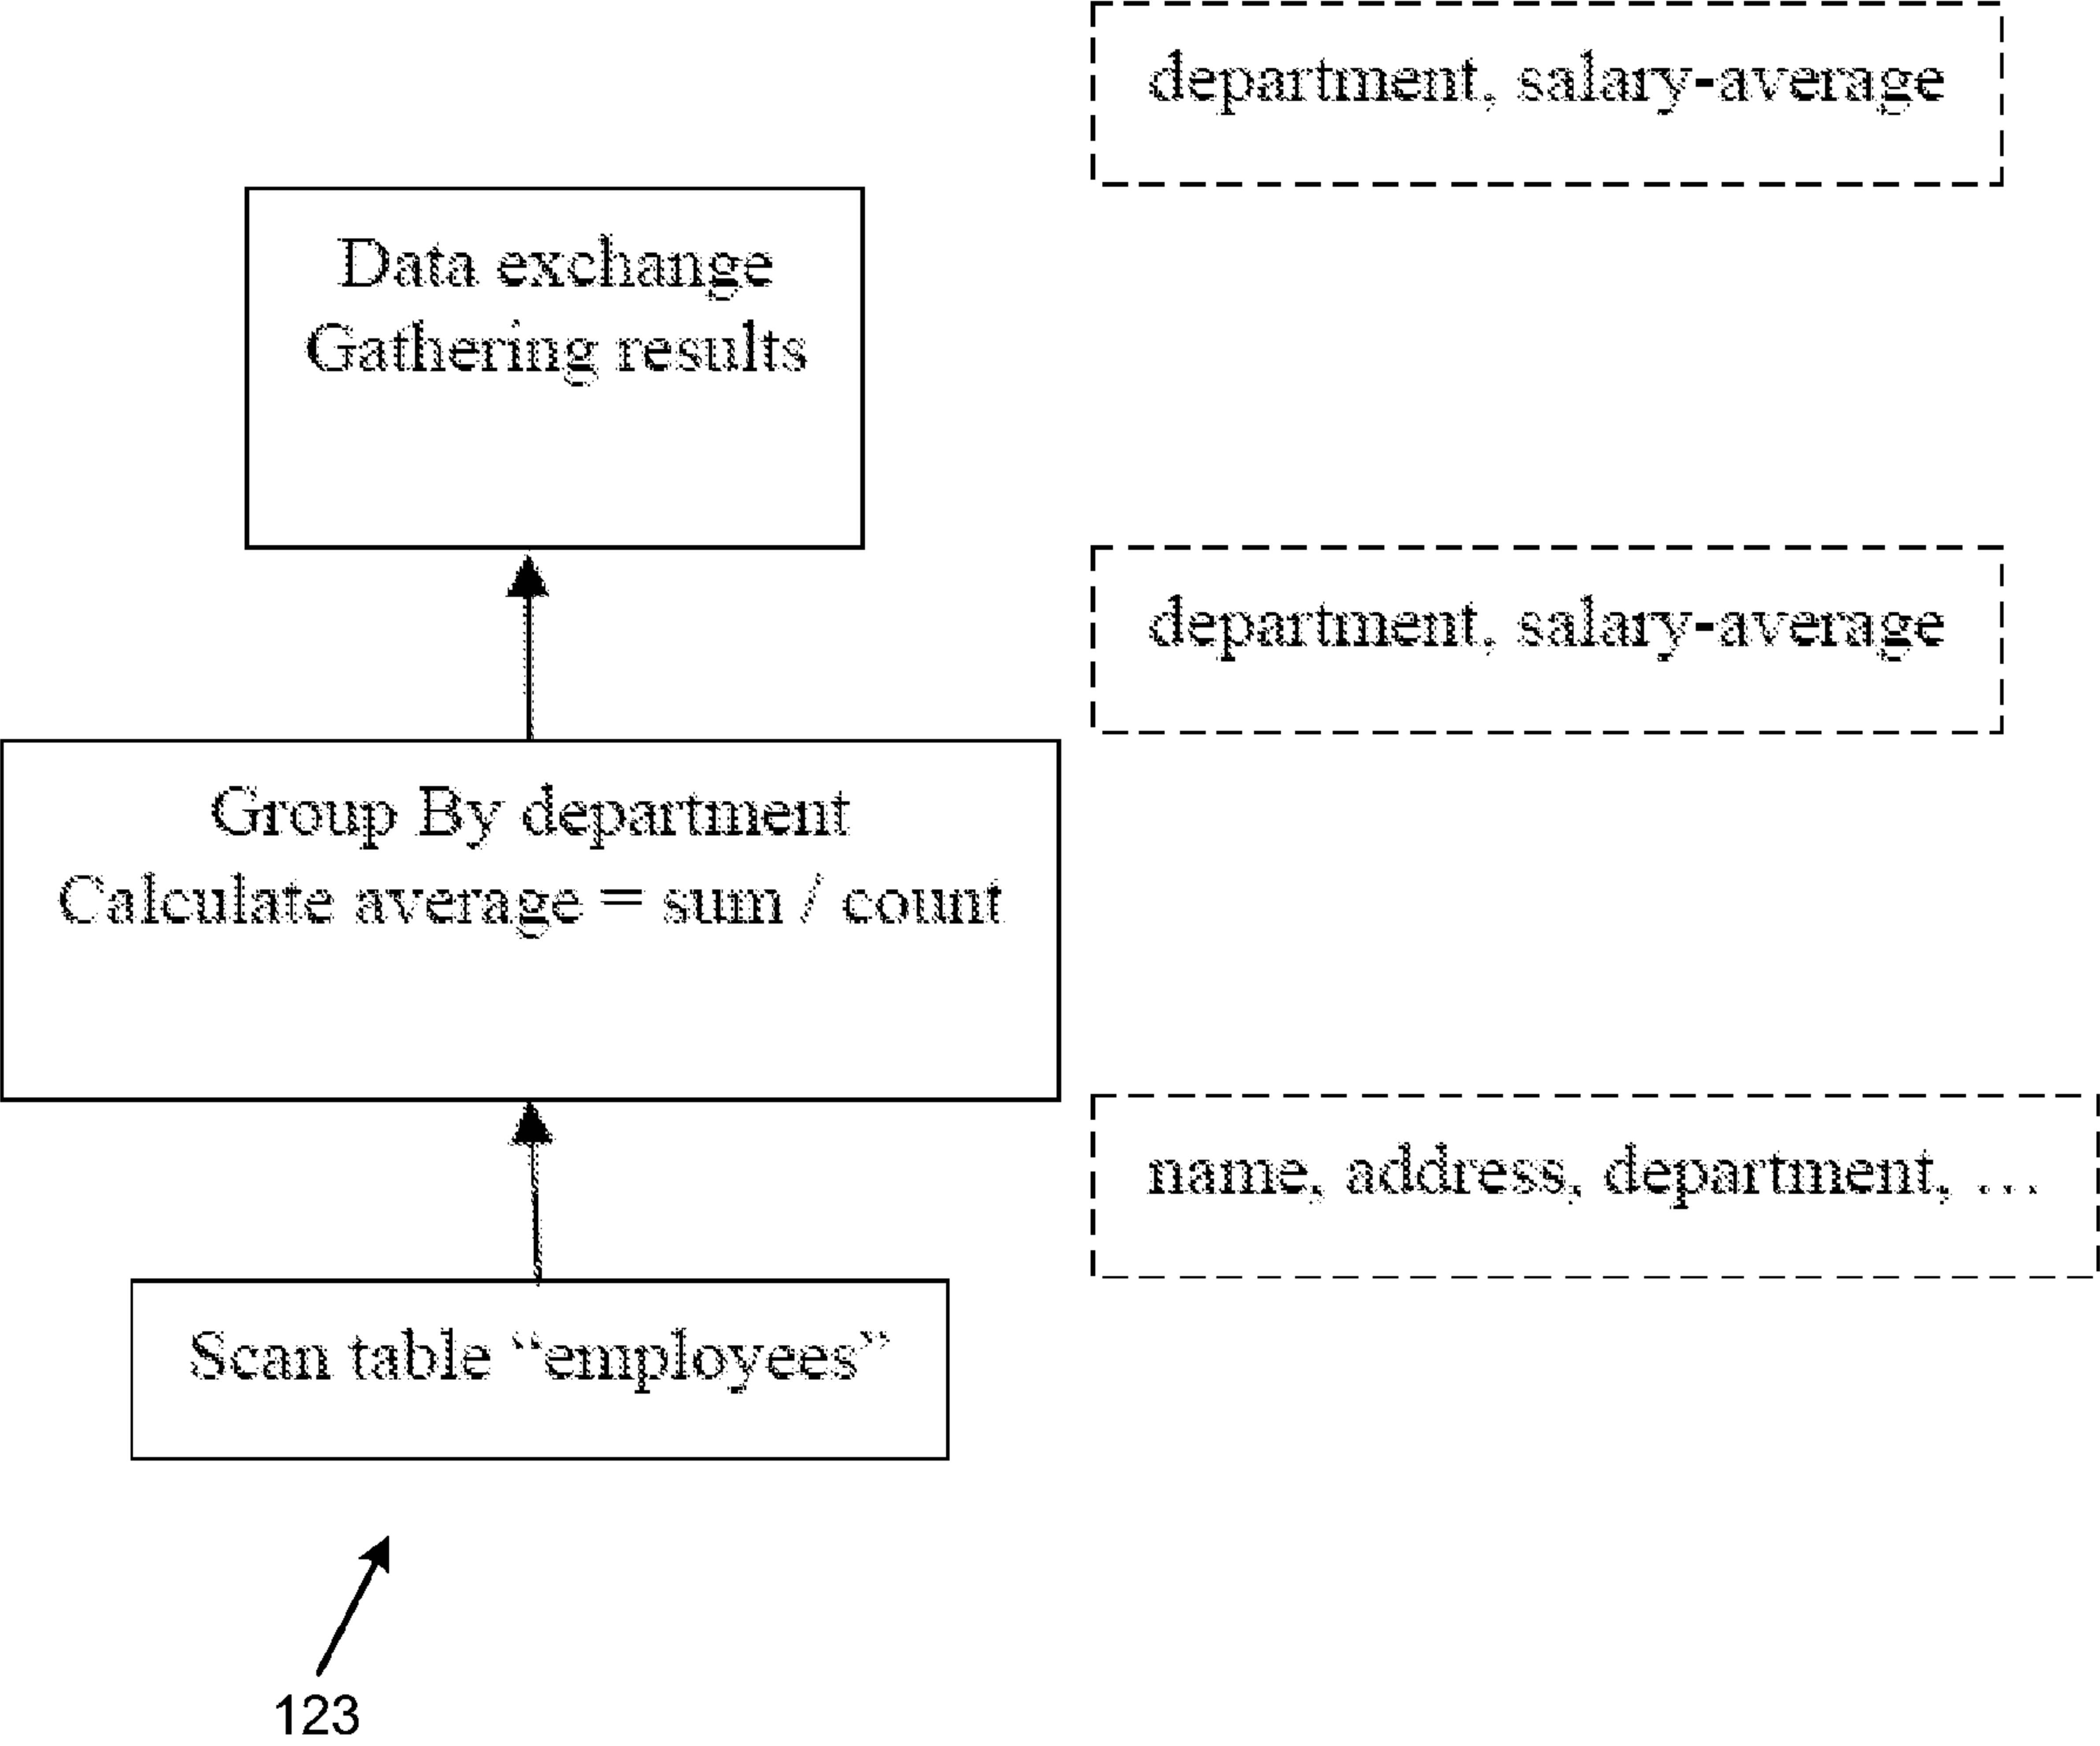 department, salary-average
Data exchange
Gathering results
department, salary-average
Group By department
Calculate average = sum / count
name, address, department, …
Scan table “employees”
123